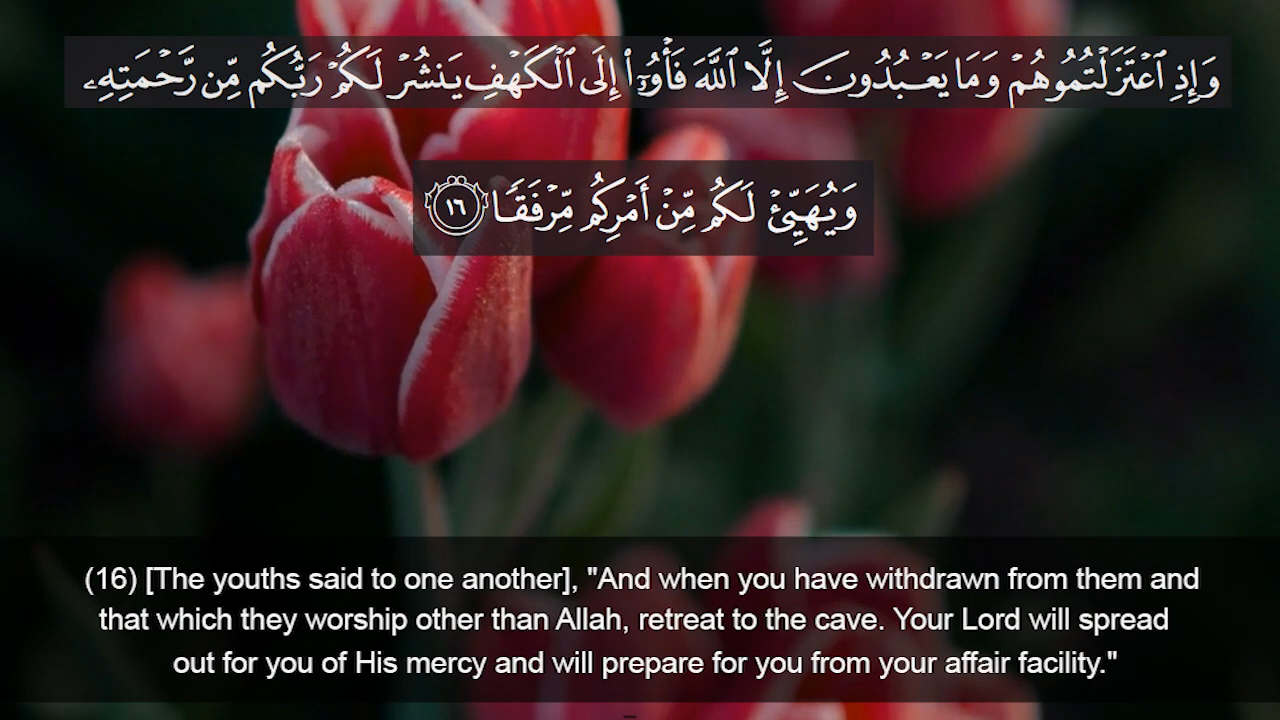 وَإِذِ ٱعْتَزَلْتُمُوهُمْ وَمَا يَعْبُدُونَ إِلَّا ٱللَّهَ فَأْوُۥٓا۟ إِلَى ٱلْكَهْفِ يَنشُرْ لَكُمْ رَبُّكُم مِّن رَّحْمَتِهِۦ
وَيُهَيِّئْ لَكُم مِّنْ أَمْرِكُم مِّرْفَقًا ١٦
(16) [The youths said to one another], "And when you have withdrawn from them and
that which they worship other than Allah, retreat to the cave. Your Lord will spread
out for you of His mercy and will prepare for you from your affair facility."